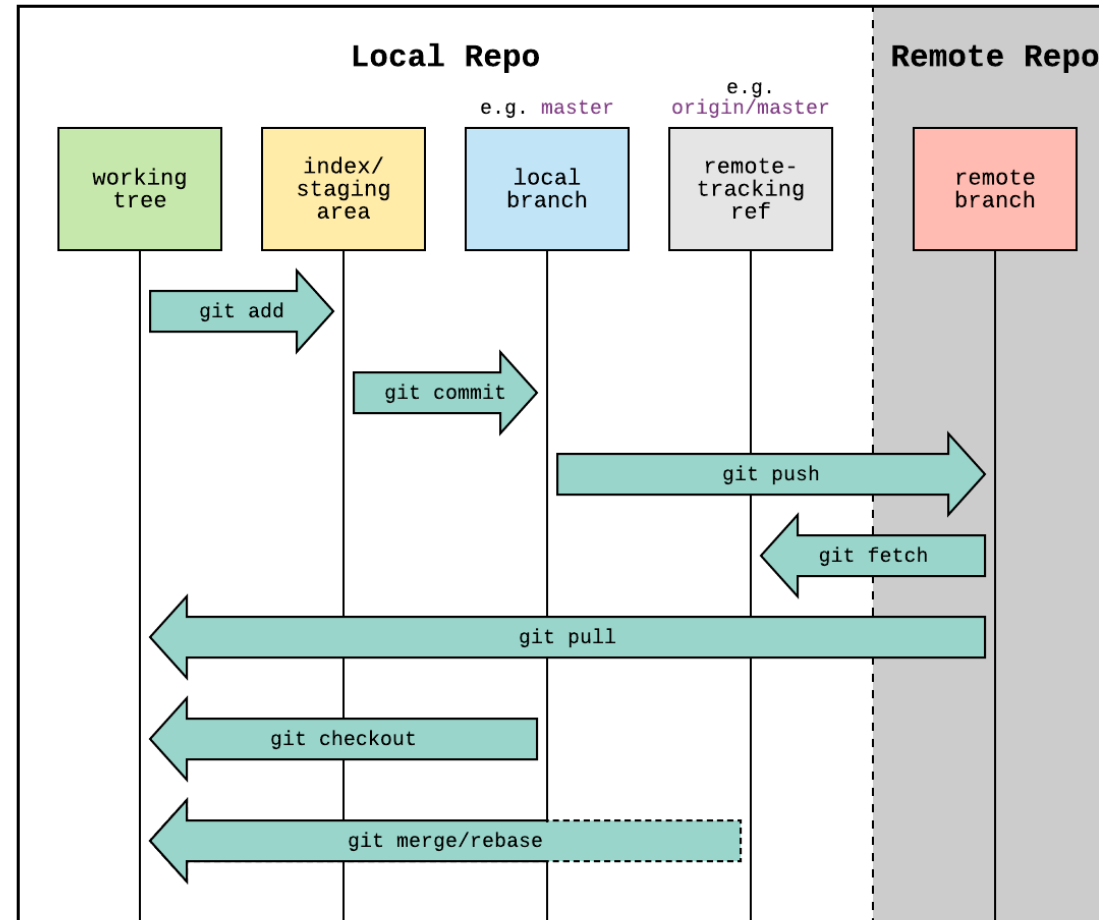 Local Repo
Remote Repo
e.g. master
e.g.
origin/master
working
tree
index/
staging
area
local
branch
remote-
tracking
ref
remote
branch
git add
git commit
git push
git fetch
git pull
git checkout
git merge/rebase